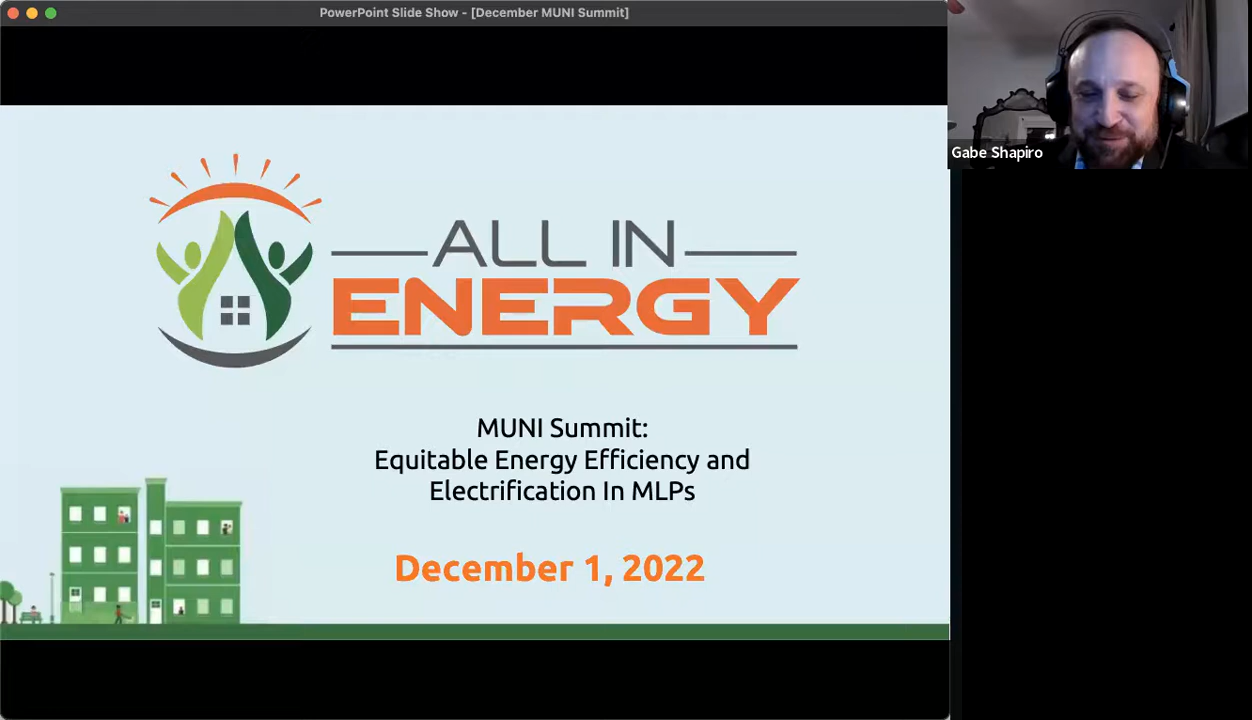 PowerPoint Slide Show - [December MUNI Summit]
Gabe Shapiro
ALL IN
ENERGY
MUNI Summit:
Equitable Energy Efficiency and
Electrification In MLPs
December 1, 2022